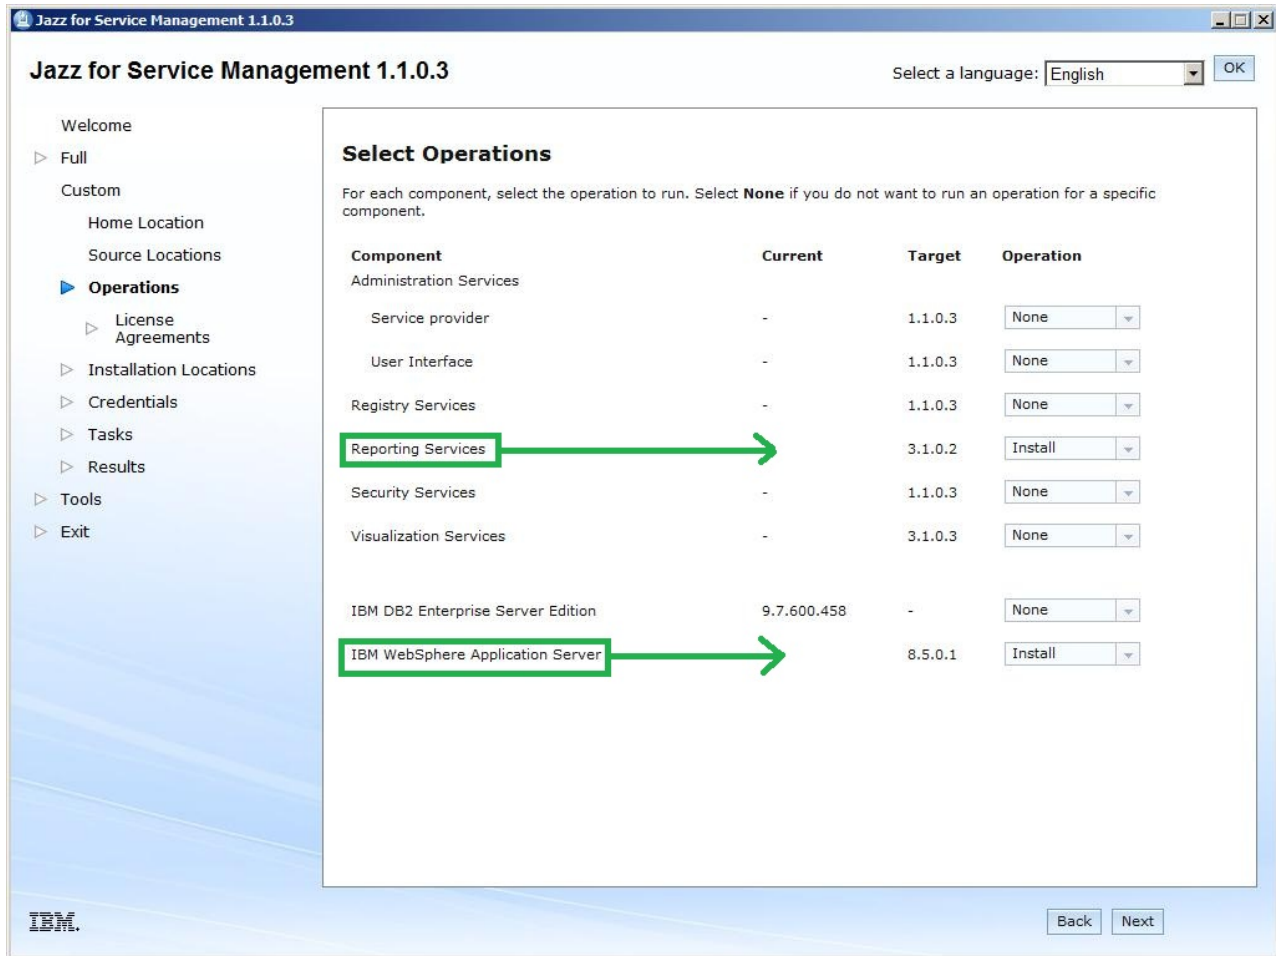 Jazz for Service Management 1.1.0.3
Jazz for Service Management 1.1.0.3
Select a language: English OK
Welcome
Full
Custom
Home Location
Source Locations
Operations
License
Agreements
Installation Locations
Credentials
Tasks
Results
Tools
Exit
Select Operations
For each component, select the operation to run. Select None if you do not want to run an operation for a specific
component.
Component Current Target Operation
Administration Services
Service provider - 1.1.0.3 None
User Interface - 1.1.0.3 None
Registry Services - 1.1.0.3 None
Reporting Services 3.1.0.2 Install
Security Services - 1.1.0.3 None
Visualization Services - 3.1.0.3 None
IBM DB2 Enterprise Server Edition 9.7.600.458 - None
IBM WebSphere Application Server 8.5.0.1 Install
IBM.
Back Next